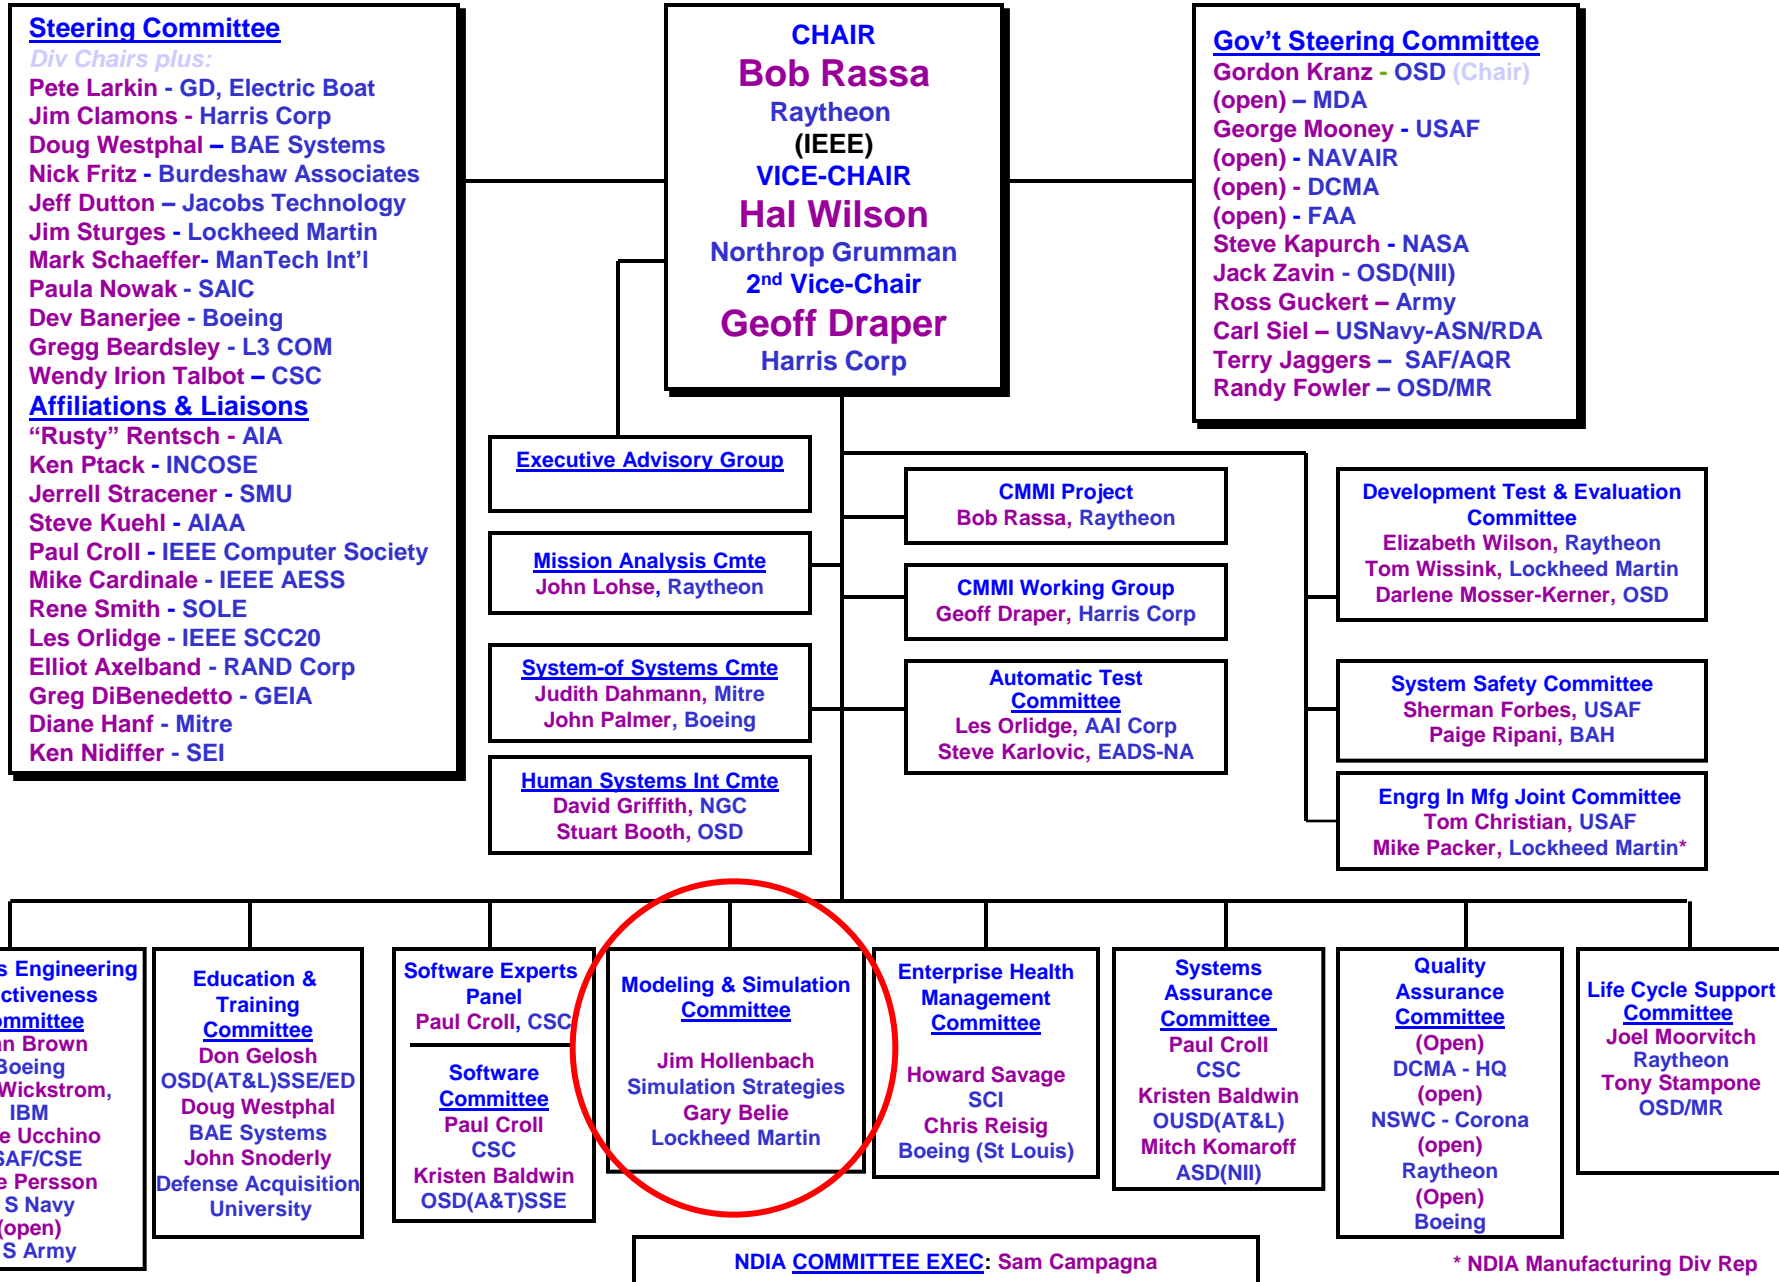 Steering Committee
Div Chairs plus:
Pete Larkin - GD, Electric Boat
Jim Clamons - Harris Corp
Doug Westphal – BAE Systems
Nick Fritz - Burdeshaw Associates
Jeff Dutton – Jacobs Technology
Jim Sturges - Lockheed Martin
Mark Schaeffer- ManTech Int'l
Paula Nowak - SAIC
Dev Banerjee - Boeing
Gregg Beardsley - L3 COM
Wendy Irion Talbot – CSC
Affiliations & Liaisons
“Rusty” Rentsch - AIA
Ken Ptack - INCOSE
Jerrell Stracener - SMU
Steve Kuehl - AIAA
Paul Croll - IEEE Computer Society
Mike Cardinale - IEEE AESS
Rene Smith - SOLE
Les Orlidge - IEEE SCC20
Elliot Axelband - RAND Corp
Greg DiBenedetto - GEIA
Diane Hanf - Mitre
Ken Nidiffer - SEI
CHAIR
Bob Rassa
Raytheon
(IEEE)
VICE-CHAIR
Hal Wilson
Northrop Grumman
2nd Vice-Chair
Geoff Draper
Harris Corp
Gov't Steering Committee
Gordon Kranz - OSD (Chair)
(open) – MDA
George Mooney - USAF
(open) - NAVAIR
(open) - DCMA
(open) - FAA
Steve Kapurch - NASA
Jack Zavin - OSD(NII)
Ross Guckert – Army
Carl Siel – USNavy-ASN/RDA
Terry Jaggers – SAF/AQR
Randy Fowler – OSD/MR
Executive Advisory Group
Mission Analysis Cmte
John Lohse, Raytheon
System-of Systems Cmte
Judith Dahmann, Mitre
John Palmer, Boeing
Human Systems Int Cmte
David Griffith, NGC
Stuart Booth, OSD
CMMI Project
Bob Rassa, Raytheon
CMMI Working Group
Geoff Draper, Harris Corp
Automatic Test
Committee
Les Orlidge, AAI Corp
Steve Karlovic, EADS-NA
Development Test & Evaluation
Committee
Elizabeth Wilson, Raytheon
Tom Wissink, Lockheed Martin
Darlene Mosser-Kerner, OSD
System Safety Committee
Sherman Forbes, USAF
Paige Ripani, BAH
Engrg In Mfg Joint Committee
Tom Christian, USAF
Mike Packer, Lockheed Martin*
s Engineering
ctiveness
ommittee
an Brown
Boeing
Wickstrom,
IBM
e Ucchino
SAF/CSE
e Persson
S Navy
(open)
S Army
Education &
Training
Committee
Don Gelosh
OSD(AT&L)SSE/ED
Doug Westphal
BAE Systems
John Snoderly
Defense Acquisition
University
Software Experts
Panel
Paul Croll, CSC
Software
Committee
Paul Croll
CSC
Kristen Baldwin
OSD(A&T)SSE
Modeling & Simulation
Committee
Jim Hollenbach
Simulation Strategies
Gary Belie
Lockheed Martin
Enterprise Health
Management
Committee
Howard Savage
SCI
Chris Reisig
Boeing (St Louis)
Systems
Assurance
Committee
Paul Croll
CSC
Kristen Baldwin
OUSD(AT&L)
Mitch Komaroff
ASD(NII)
Quality
Assurance
Committee
(Open)
DCMA - HQ
(open)
NSWC - Corona
(open)
Raytheon
(Open)
Boeing
Life Cycle Support
Committee
Joel Moorvitch
Raytheon
Tony Stampone
OSD/MR
NDIA COMMITTEE EXEC: Sam Campagna
* NDIA Manufacturing Div Rep